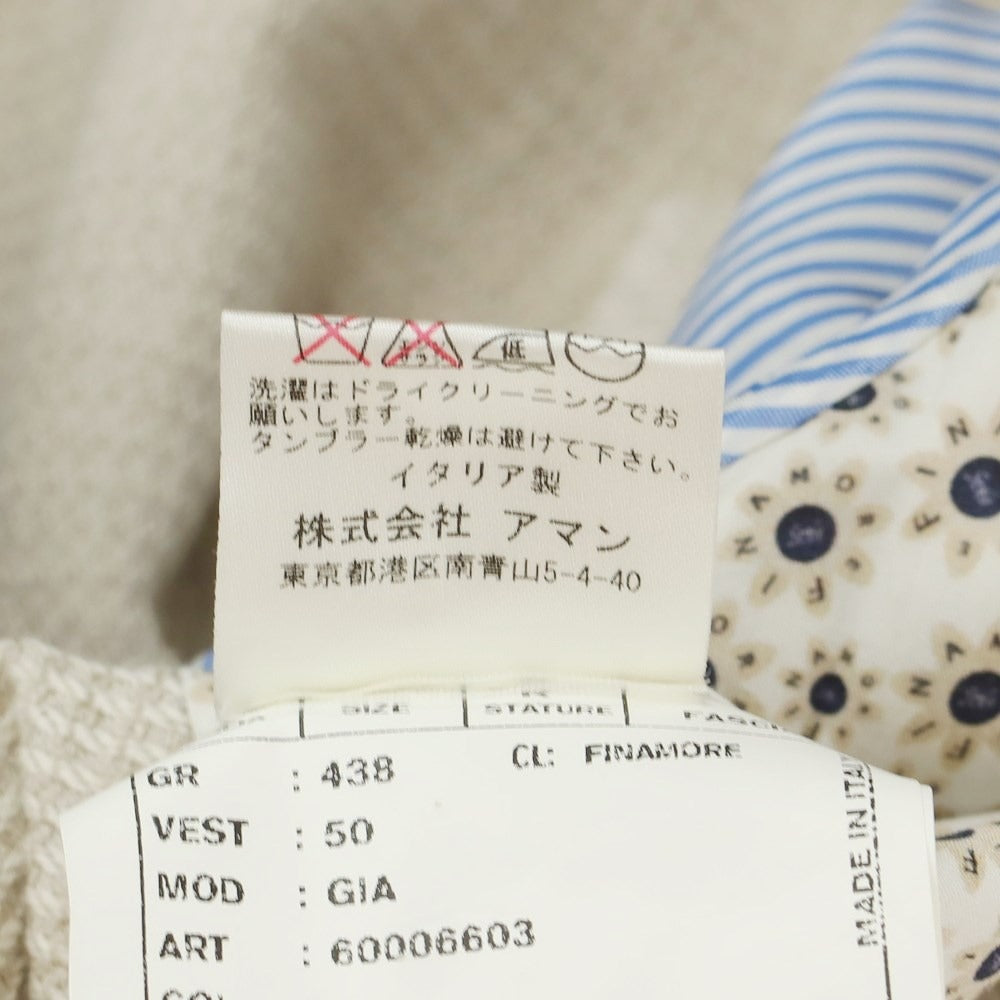 低
洗濯はドライクリーニングでお
願いします。
タンブラー乾燥は避けて下さい。
イタリア製
株式会社 アマン
東京都港区南青山5-4-40
SIZE STATURE
GR : 438 CL: FINAMORE
VEST : 50
MOD : GIA
ART : 60006603
MADE IN ITAL